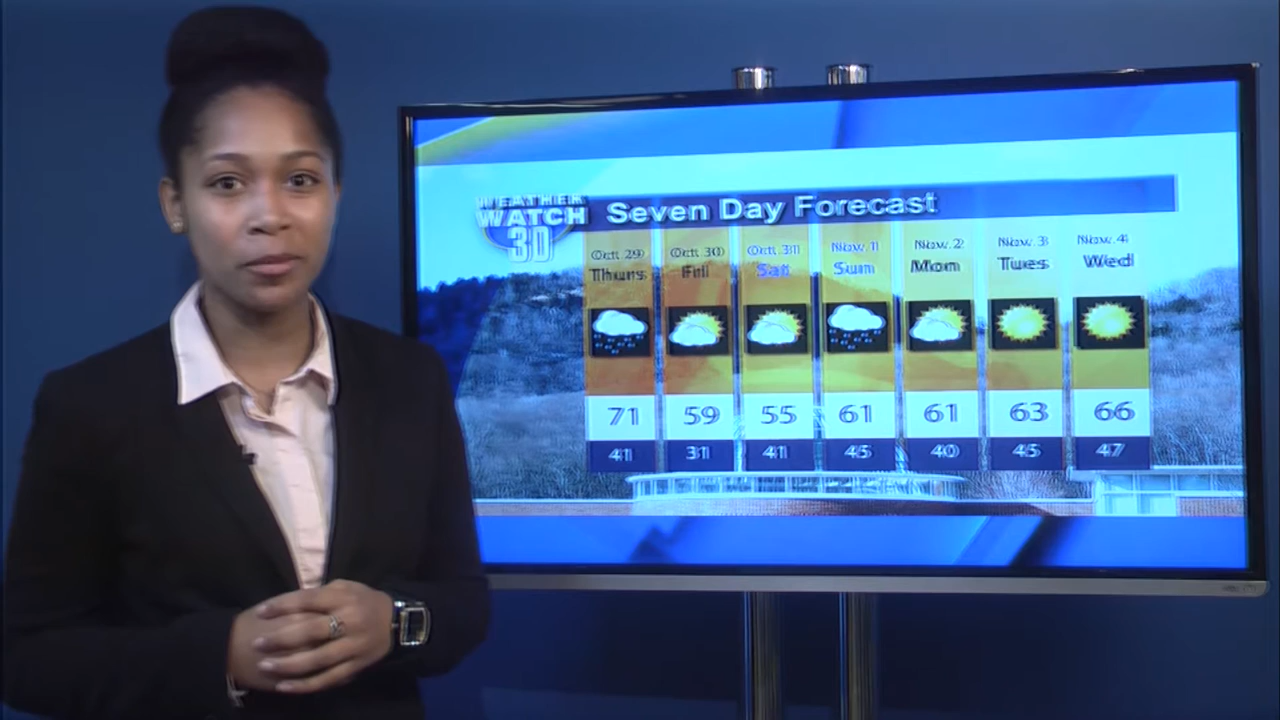 WEATHER
WATCH
30
Seven Day Forecast
Oct. 29 Oct. 30 Oct. 31 Nov. 1 Nov. 2 Nov. 3 Nov. 4
Thurs Fri Sat Sun Mon Tues Wed
71 59 55 61 61 63 66
41 31 41 45 40 45 47